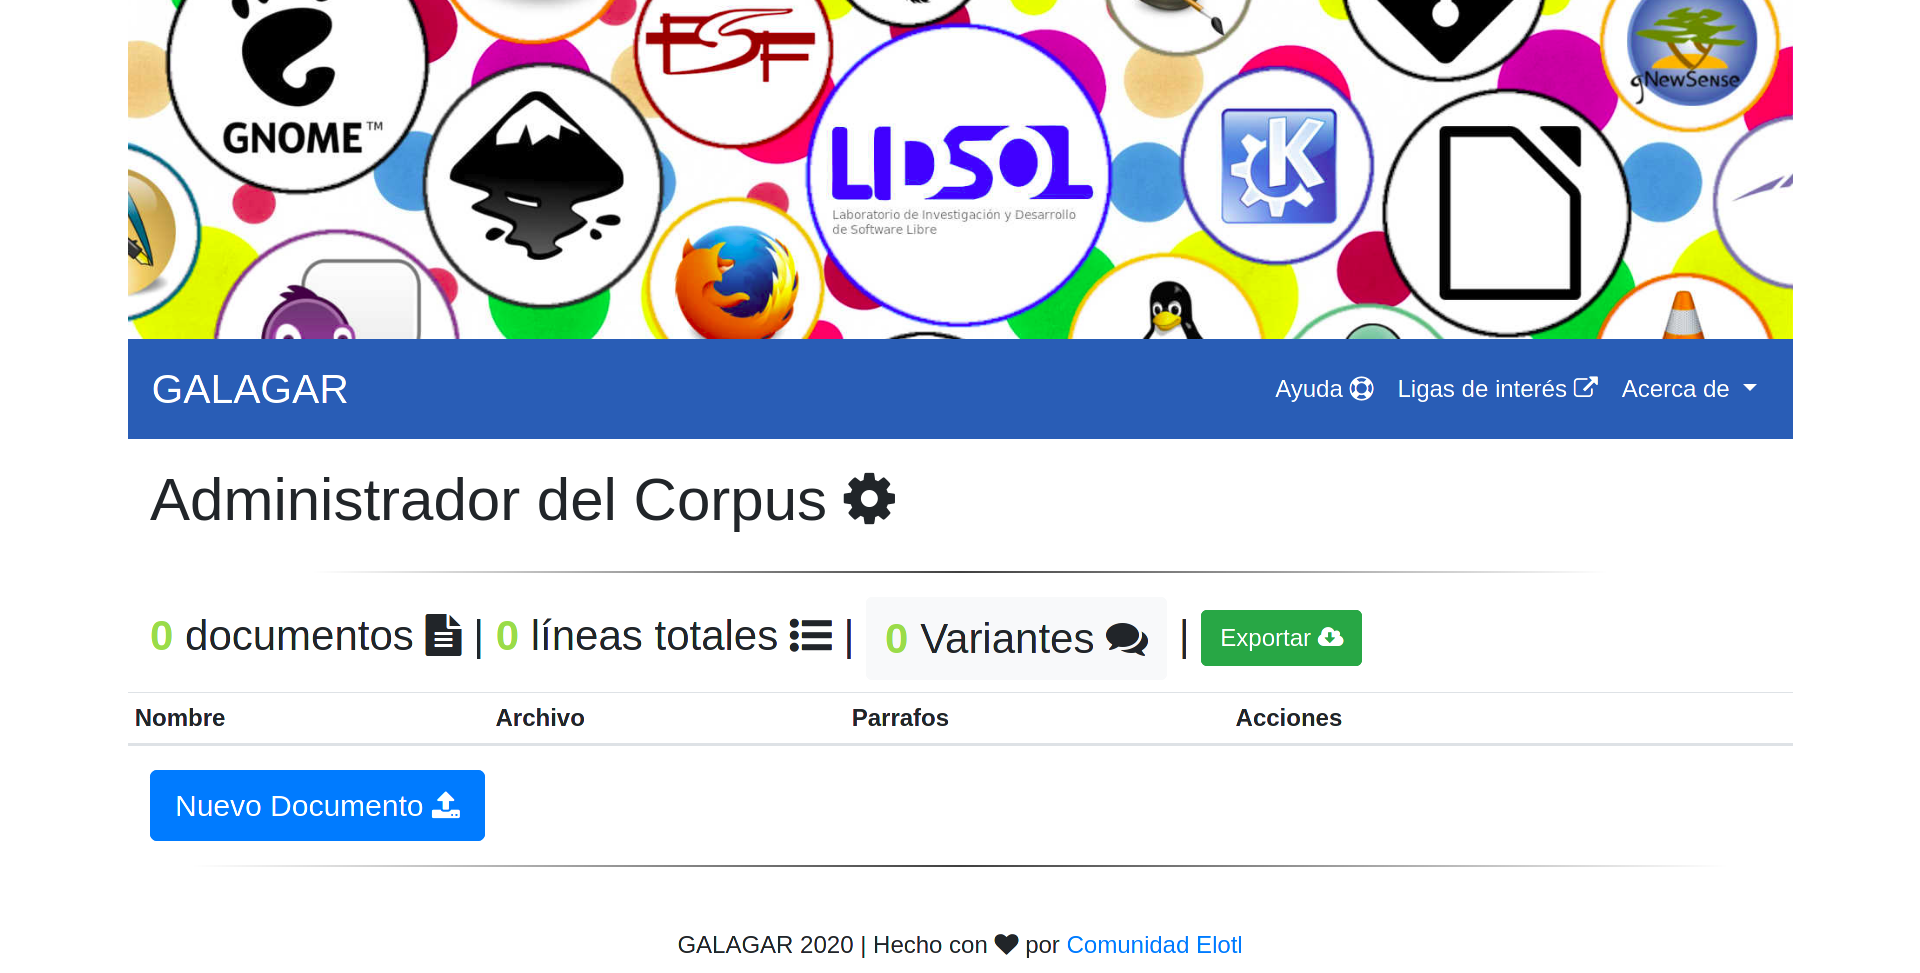 GNOME™
FSF
LIDSOL
Laboratorio de Investigación y Desarrollo
de Software Libre
K
gNewSense
GALAGAR
Ayuda
Ligas de interés
Acerca de
Administrador del Corpus
0 documentos | 0 líneas totales | 0 Variantes | Exportar
Nombre Archivo Parrafos Acciones
Nuevo Documento
GALAGAR 2020 | Hecho con ♥ por Comunidad Elotl